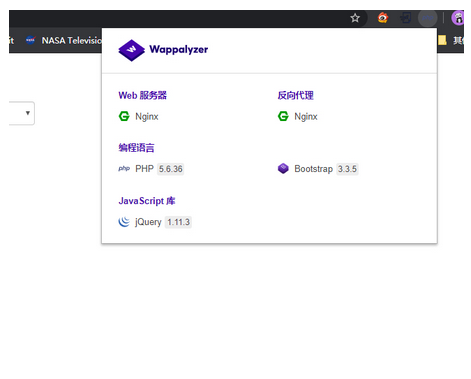 it NASA Televisio 其
Wappalyzer
Web 服务器 反向代理
Nginx Nginx
编程语言
php PHP 5.6.36 Bootstrap 3.3.5
JavaScript 库
jQuery 1.11.3